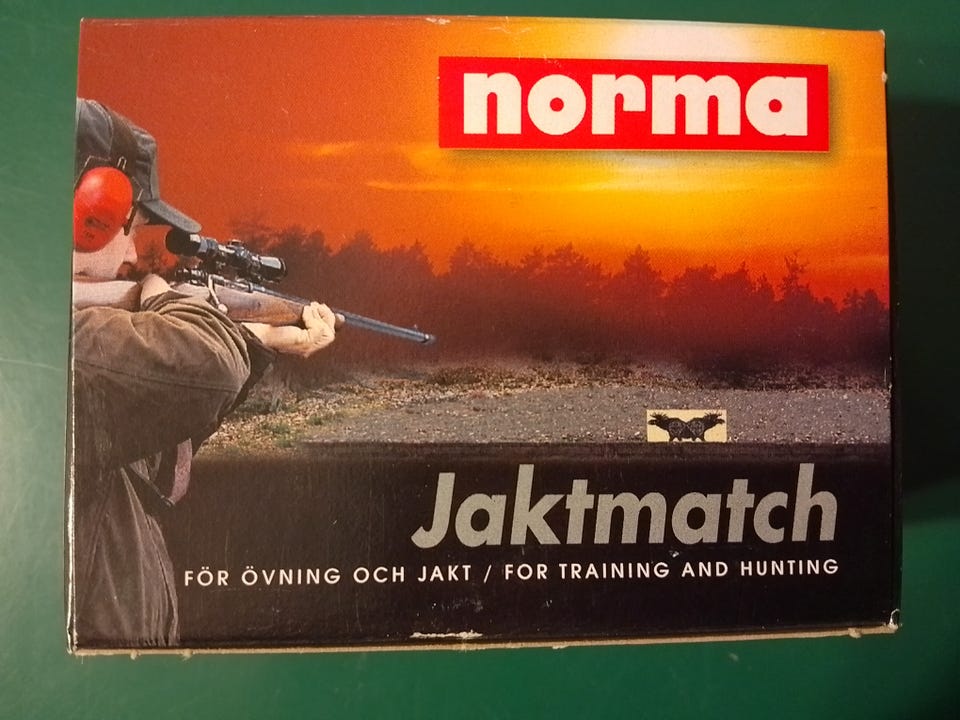 norma
Jaktmatch
FÖR ÖVNING OCH JAKT / FOR TRAINING AND HUNTING